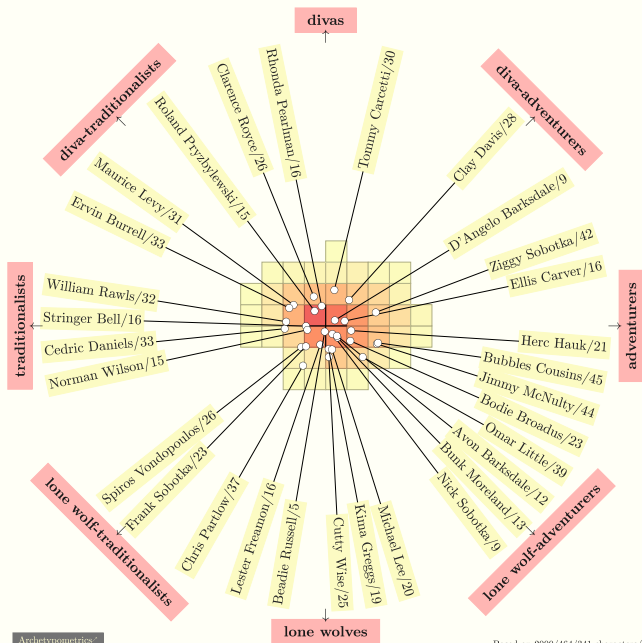 divas
diva-traditionalists
diva-adventurers
traditionalists
adventurers
lone wolf-traditionalists
lone wolf-adventurers
lone wolves
Rhonda Pearlman/16
Clarence Royce/26
Roland Pryzbylewski/15
Maurice Levy/31
Ervin Burrell/33
William Rawls/32
Stringer Bell/16
Cedric Daniels/33
Norman Wilson/15
Spiros Vondopoulos/26
Frank Sobotka/23
Chris Partlow/37
Lester Freamon/16
Beadie Russell/5
Cutty Wise/25
Kima Greggs/19
Michael Lee/20
Nick Sobotka/9
Bunk Moreland/13
Avon Barksdale/12
Omar Little/39
Bodie Broadus/23
Jimmy McNulty/44
Bubbles Cousins/45
Herc Hauk/21
Ellis Carver/16
Ziggy Sobotka/42
D'Angelo Barksdale/9
Clay Davis/28
Tommy Carcetti/30
Archetypometrics